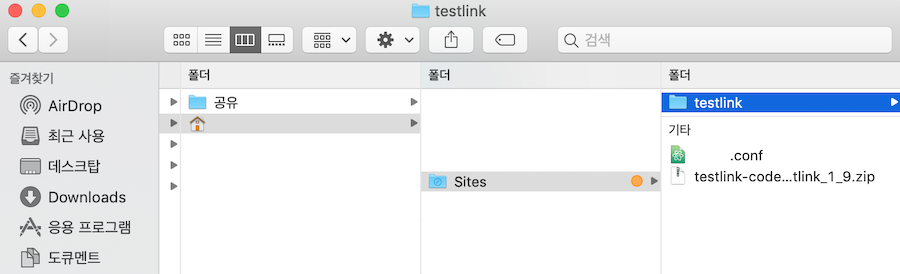 testlink
검색
즐겨찾기
AirDrop
최근 사용
데스크탑
Downloads
응용 프로그램
도큐멘트
폴더
공유
폴더
Sites
폴더
testlink
기타
.conf
testlink-code...tlink_1_9.zip